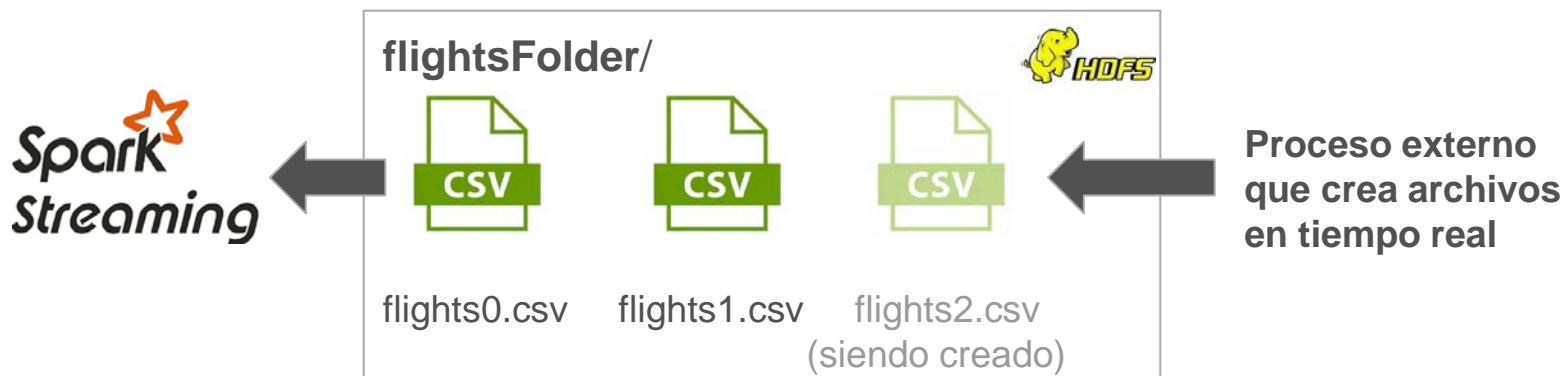 flightsFolder/
HDFS
Spark
Streaming
CSV
CSV
CSV
Proceso externo
que crea archivos
en tiempo real
flights0.csv
flights1.csv
flights2.csv
(siendo creado)